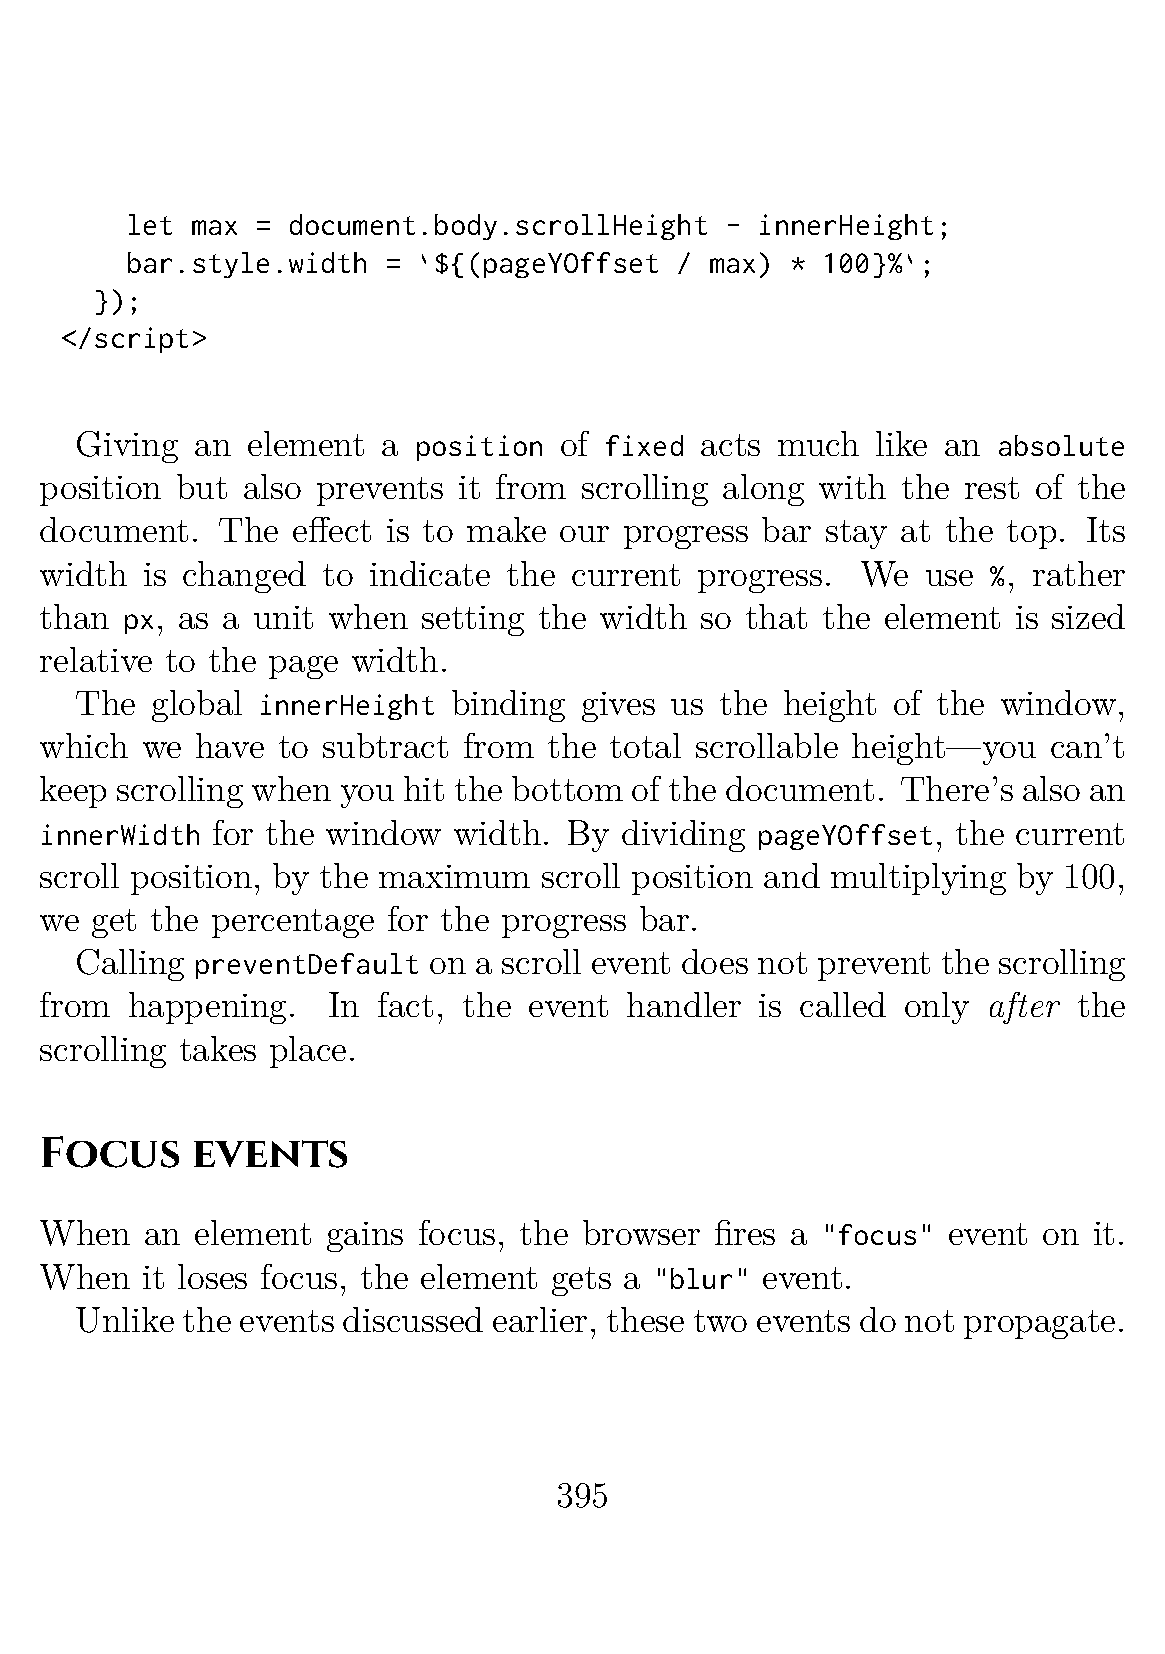 let max = document.body.scrollHeight - innerHeight;
bar.style.width = `${(pageYOffset / max) * 100}%`;
});
</script>
Giving an element a position of fixed acts much like an absolute
position but also prevents it from scrolling along with the rest of the
document. The effect is to make our progress bar stay at the top. Its
width is changed to indicate the current progress. We use %, rather
than px, as a unit when setting the width so that the element is sized
relative to the page width.
The global innerHeight binding gives us the height of the window,
which we have to subtract from the total scrollable height—you can't
keep scrolling when you hit the bottom of the document. There's also an
innerWidth for the window width. By dividing pageYOffset, the current
scroll position, by the maximum scroll position and multiplying by 100,
we get the percentage for the progress bar.
Calling preventDefault on a scroll event does not prevent the scrolling
from happening. In fact, the event handler is called only after the
scrolling takes place.
Focus events
When an element gains focus, the browser fires a "focus" event on it.
When it loses focus, the element gets a "blur" event.
Unlike the events discussed earlier, these two events do not propagate.
395